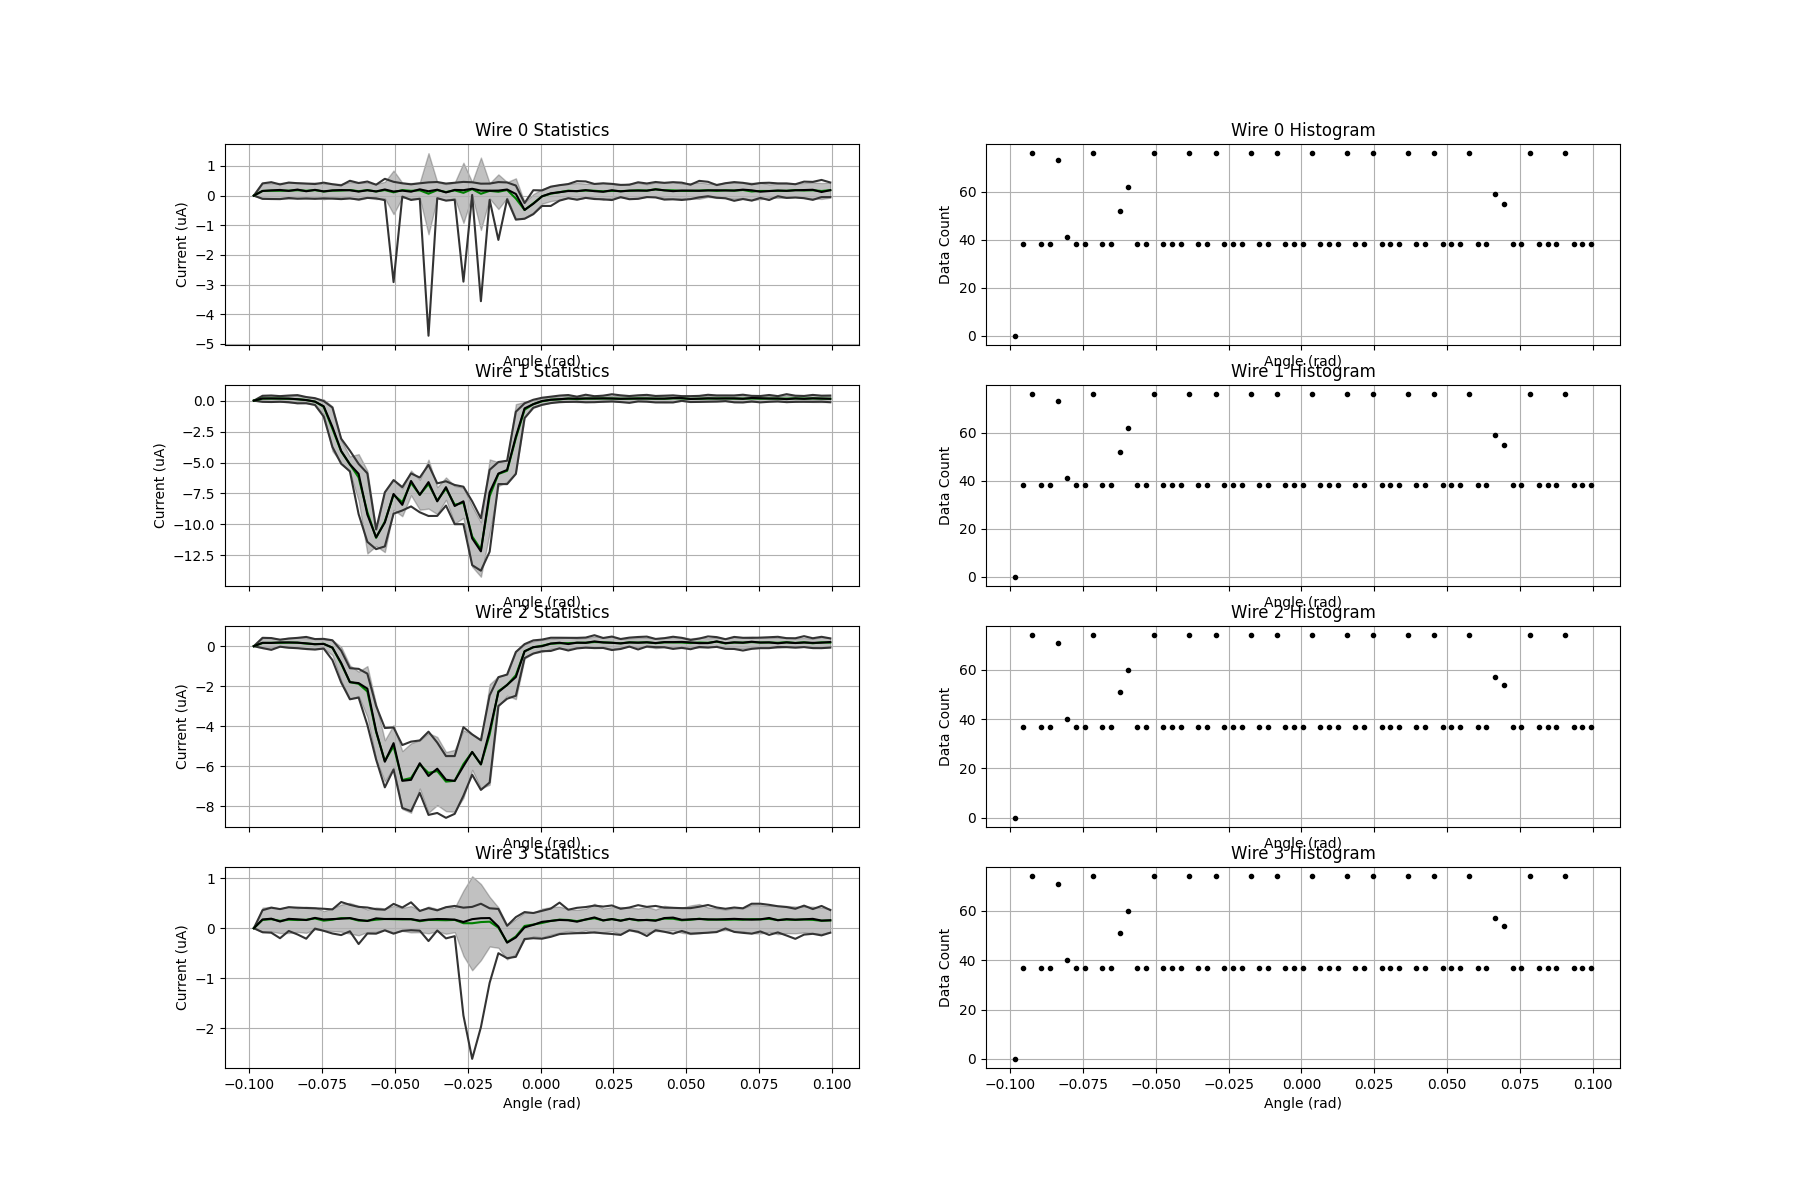 Wire 0 Statistics
Current (uA)
1
0
−1
−2
−3
−4
−5
Angle (rad)
Wire 0 Histogram
Data Count
60
40
20
0
Angle (rad)
Wire 1 Statistics
Current (uA)
0.0
−2.5
−5.0
−7.5
−10.0
−12.5
Angle (rad)
Wire 1 Histogram
Data Count
60
40
20
0
Angle (rad)
Wire 2 Statistics
Current (uA)
0
−2
−4
−6
−8
Angle (rad)
Wire 2 Histogram
Data Count
60
40
20
0
Angle (rad)
Wire 3 Statistics
Current (uA)
1
0
−1
−2
−0.100 −0.075 −0.050 −0.025 0.000 0.025 0.050 0.075 0.100
Angle (rad)
Wire 3 Histogram
Data Count
60
40
20
0
−0.100 −0.075 −0.050 −0.025 0.000 0.025 0.050 0.075 0.100
Angle (rad)